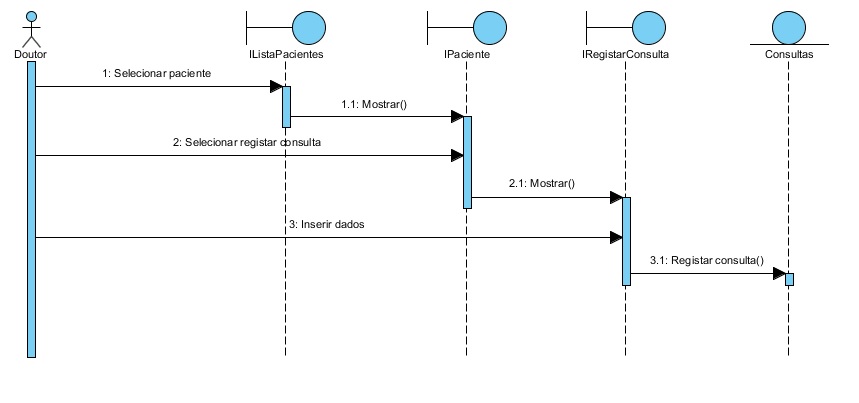 Doutor
IListaPacientes
IPaciente
IRegistarConsulta
Consultas
1: Selecionar paciente
1.1: Mostrar()
2: Selecionar registar consulta
2.1: Mostrar()
3: Inserir dados
3.1: Registar consulta()